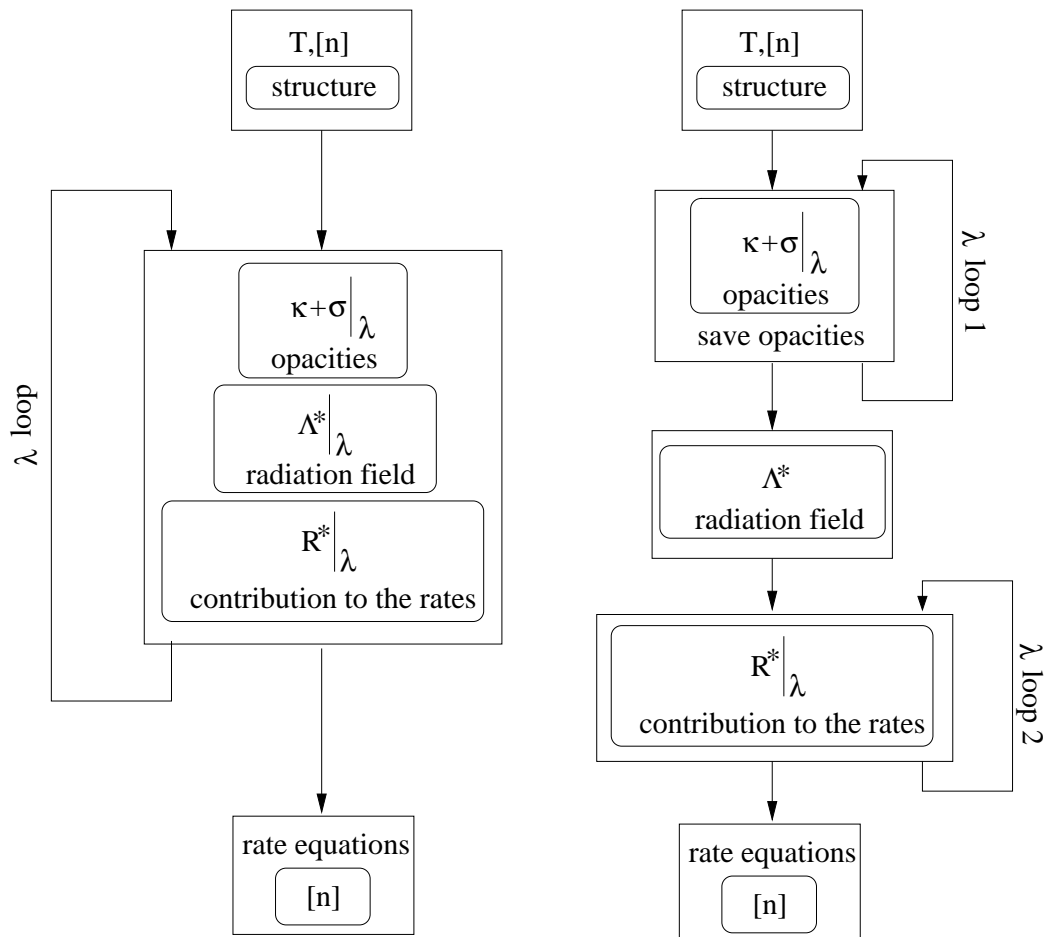 T,[n]
structure
λ loop
κ+σ|λ
opacities
Λ*|λ
radiation field
R*|λ
contribution to the rates
rate equations
[n]
T,[n]
structure
κ+σ|λ
opacities
save opacities
λ loop 1
Λ*
radiation field
R*|λ
contribution to the rates
λ loop 2
rate equations
[n]